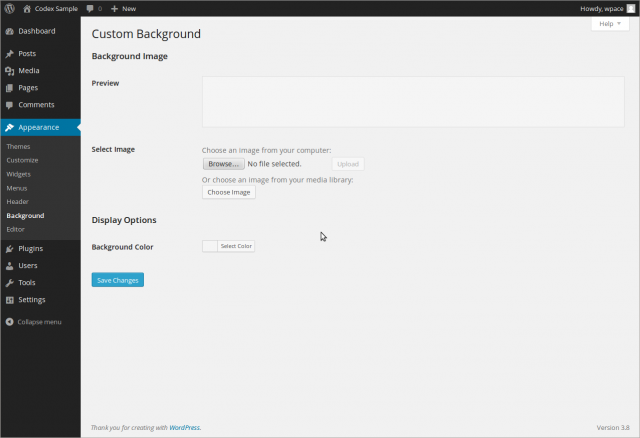 Codex Sample 0 New Howdy, wpace
Help
Dashboard
Posts
Media
Pages
Comments
Appearance
Themes
Customize
Widgets
Menus
Header
Background
Editor
Plugins
Users
Tools
Settings
Collapse menu
Custom Background
Background Image
Preview
Select Image
Choose an image from your computer:
Browse... No file selected. Upload
Or choose an image from your media library:
Choose Image
Display Options
Background Color Select Color
Save Changes
Thank you for creating with WordPress. Version 3.8